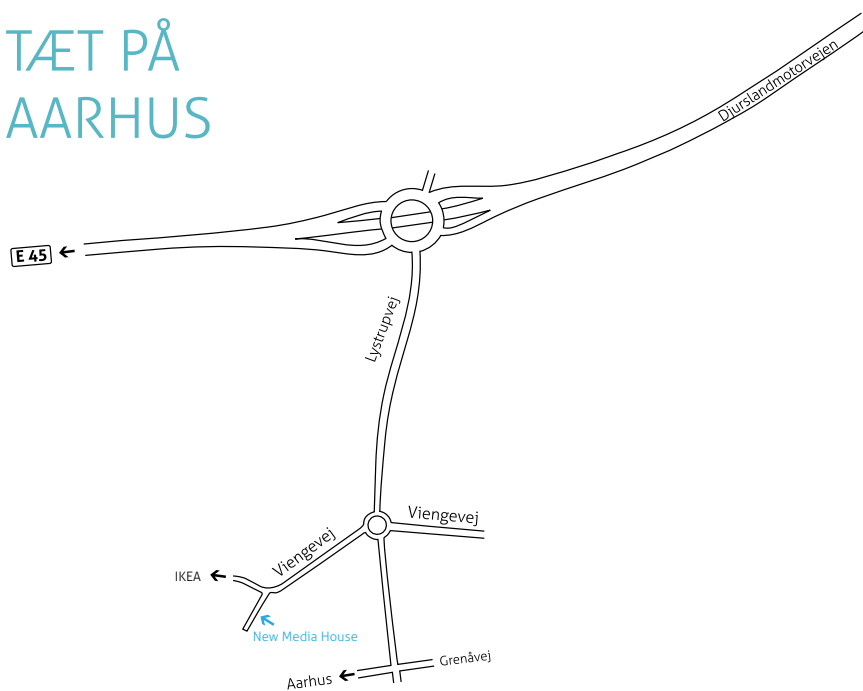 TÆT PÅ
AARHUS
Djurslandmotorvejen
E 45
Lystrupvej
Viengevej
Viengevej
IKEA
New Media House
Grenåvej
Aarhus